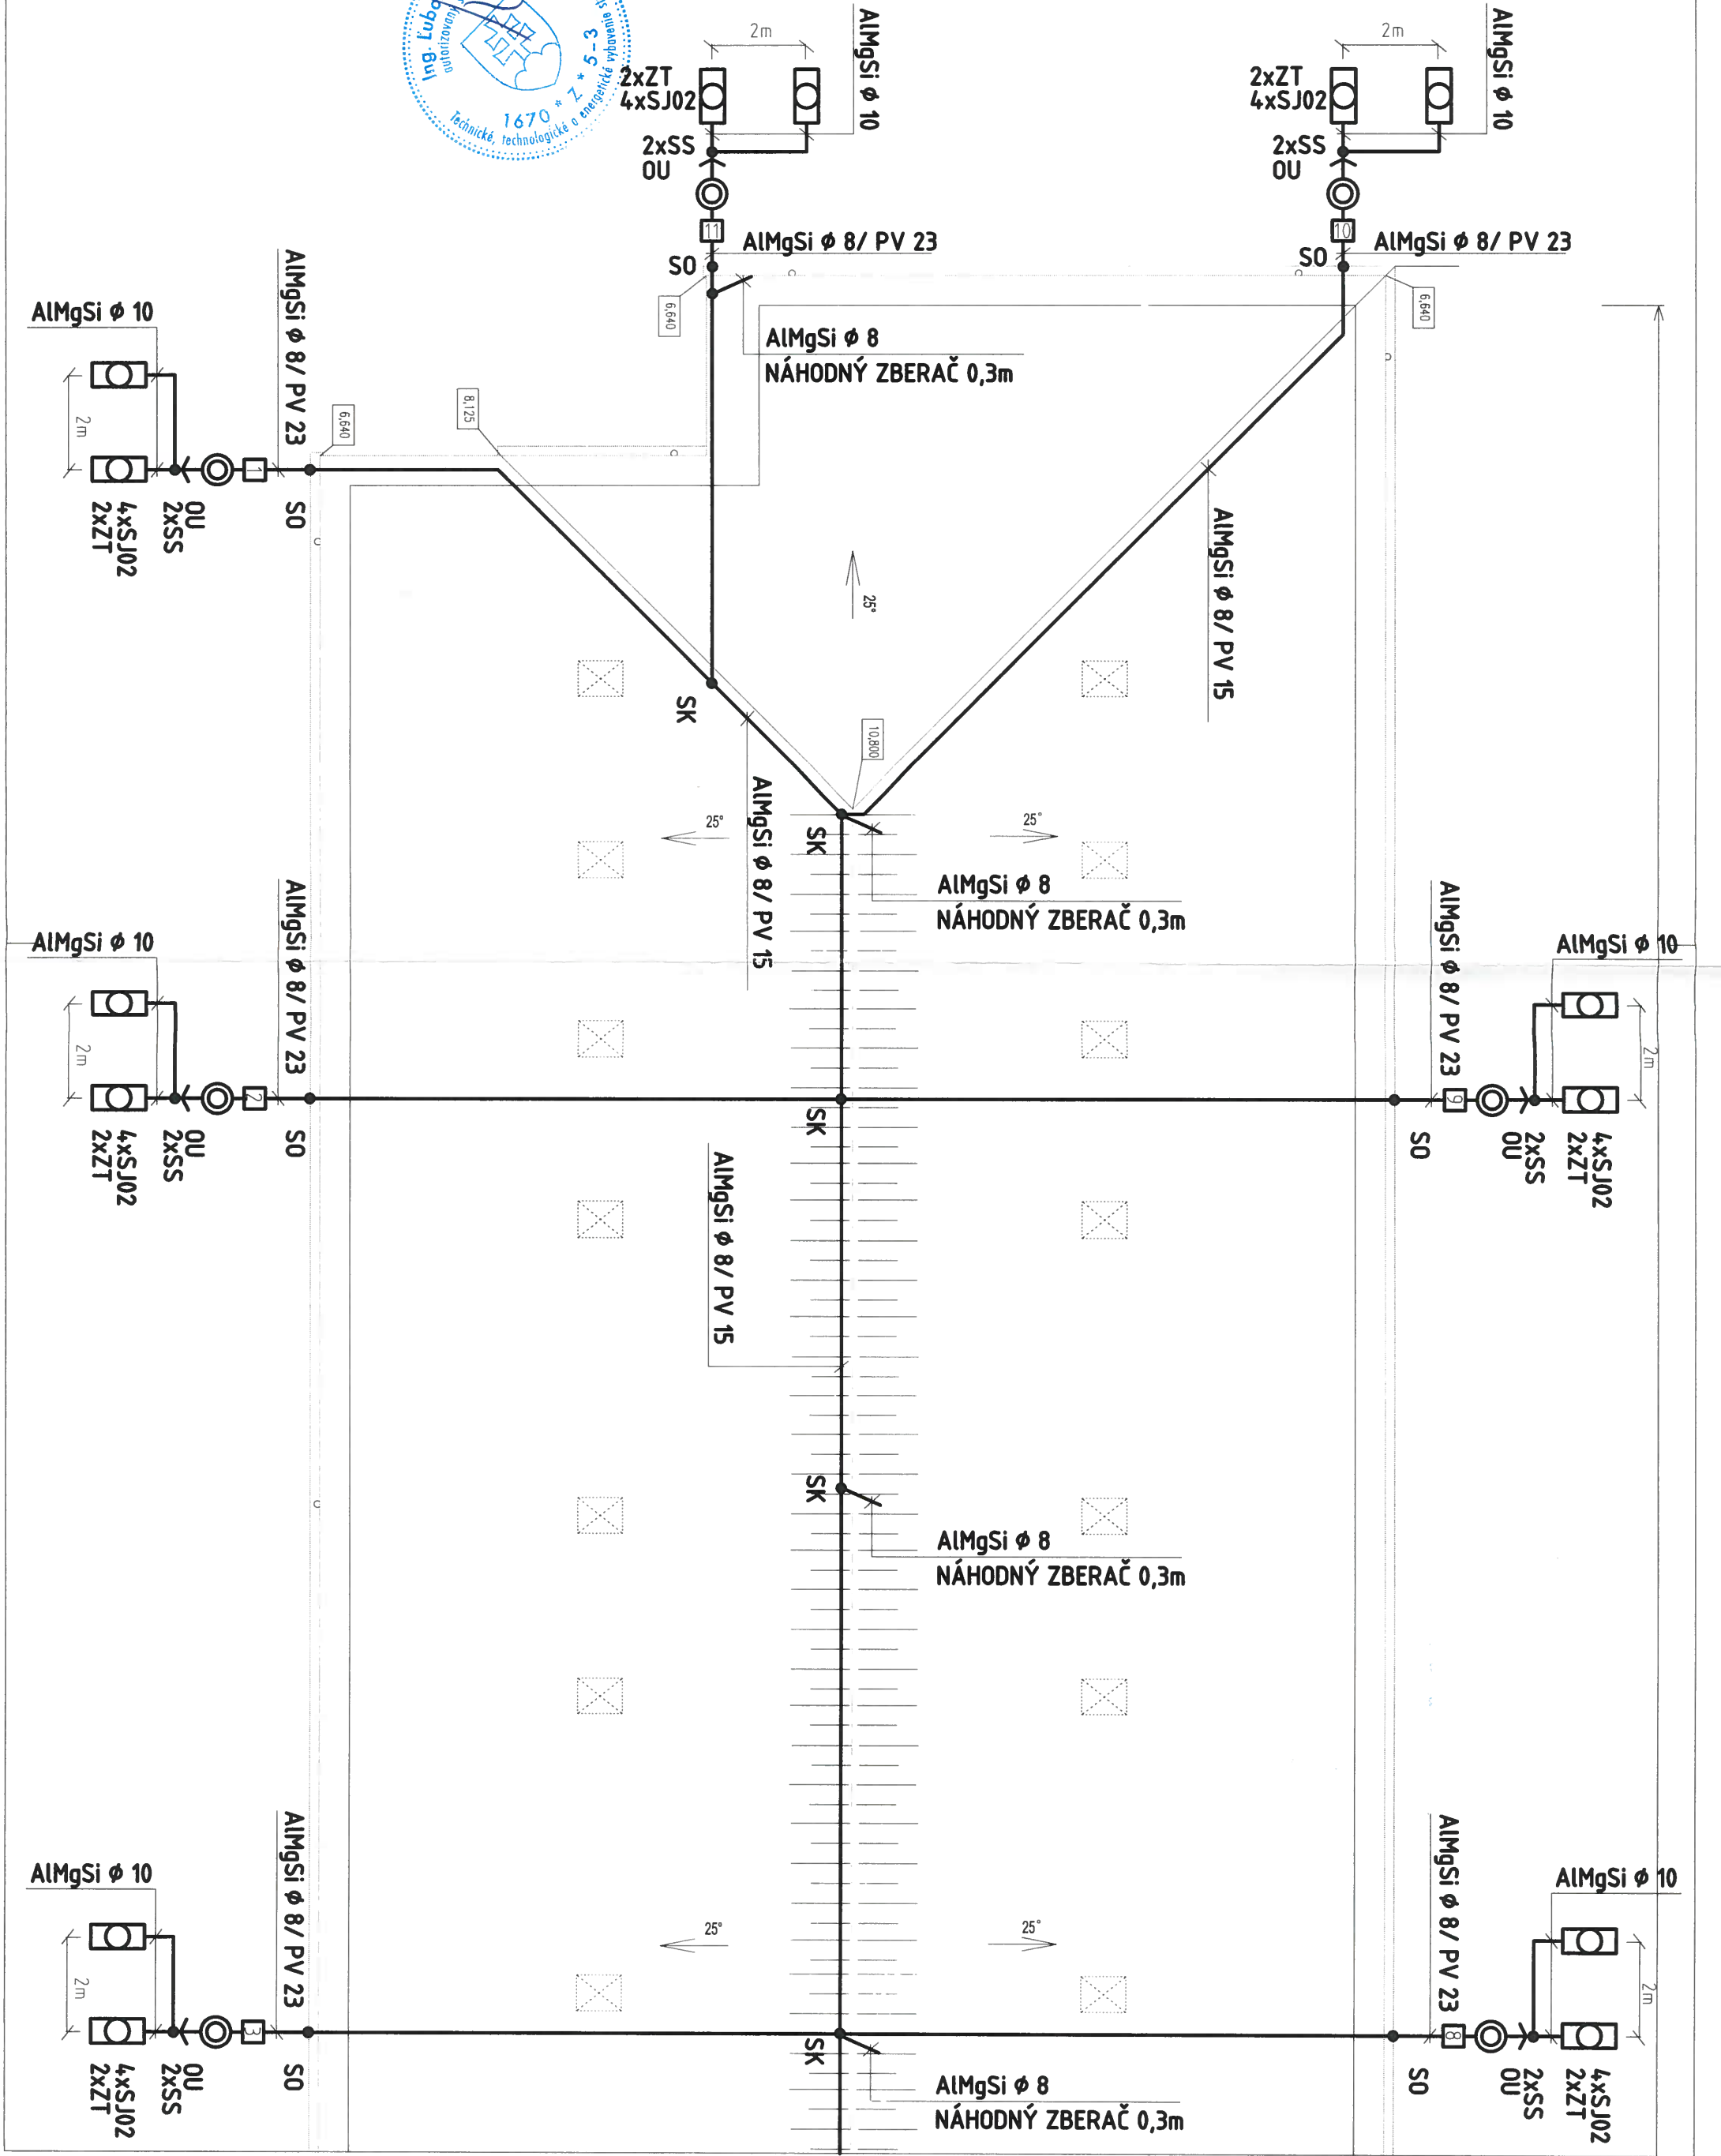 Ing. Ľubo
autorizovaný
1670 * Z * 5-3
Technické, technologické a energetické vybavenie
2m
AlMgSi ϕ 10
2xZT
4xSJ02
2xSS
OU
11
AlMgSi ϕ 8/ PV 23
SO
6,640
AlMgSi ϕ 8
NÁHODNÝ ZBERAČ 0,3m
2m
AlMgSi ϕ 10
2xZT
4xSJ02
2xSS
OU
10
AlMgSi ϕ 8/ PV 23
SO
6,640
AlMgSi ϕ 10
AlMgSi ϕ 8/ PV 23
2m
1
SO
OU
2xSS
4xSJ02
2xZT
6,640
8,125
25°
AlMgSi ϕ 8/ PV 15
SK
10,800
AlMgSi ϕ 8/ PV 15
25°
25°
SK
AlMgSi ϕ 8
NÁHODNÝ ZBERAČ 0,3m
AlMgSi ϕ 10
AlMgSi ϕ 8/ PV 23
2m
2
SO
OU
2xSS
4xSJ02
2xZT
SK
AlMgSi ϕ 8/ PV 23
AlMgSi ϕ 10
2m
9
SO
OU
2xSS
4xSJ02
2xZT
AlMgSi ϕ 8/ PV 15
SK
AlMgSi ϕ 8
NÁHODNÝ ZBERAČ 0,3m
AlMgSi ϕ 10
AlMgSi ϕ 8/ PV 23
2m
3
SO
OU
2xSS
4xSJ02
2xZT
25°
25°
SK
AlMgSi ϕ 8
NÁHODNÝ ZBERAČ 0,3m
AlMgSi ϕ 8/ PV 23
AlMgSi ϕ 10
2m
8
SO
OU
2xSS
4xSJ02
2xZT